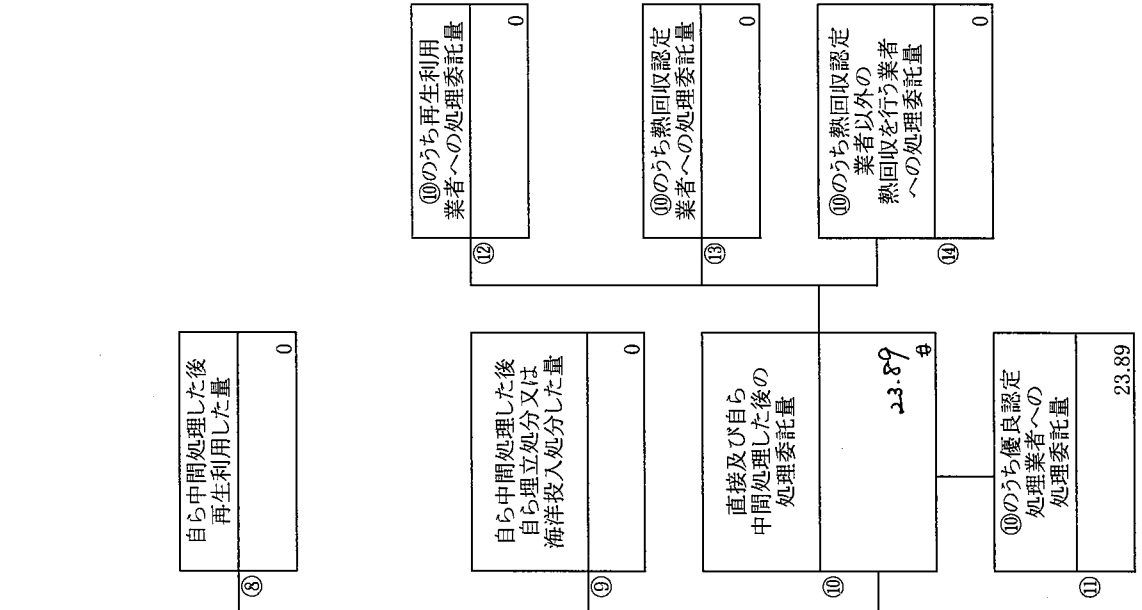 ⑧
自ら中間処理した後
再生利用した量
0
⑨
自ら中間処理した後
自ら埋立処分又は
海洋投入処分した量
0
⑩
直接及び自ら
中間処理した後の
処理委託量
23.89
⑪
⑩のうち優良認定
処理業者への
処理委託量
23.89
⑫
⑩のうち再生利用
業者への処理委託量
0
⑬
⑩のうち熱回収認定
業者への処理委託量
0
⑭
⑩のうち熱回収認定
業者以外の
熱回収を行う業者
への処理委託量
0